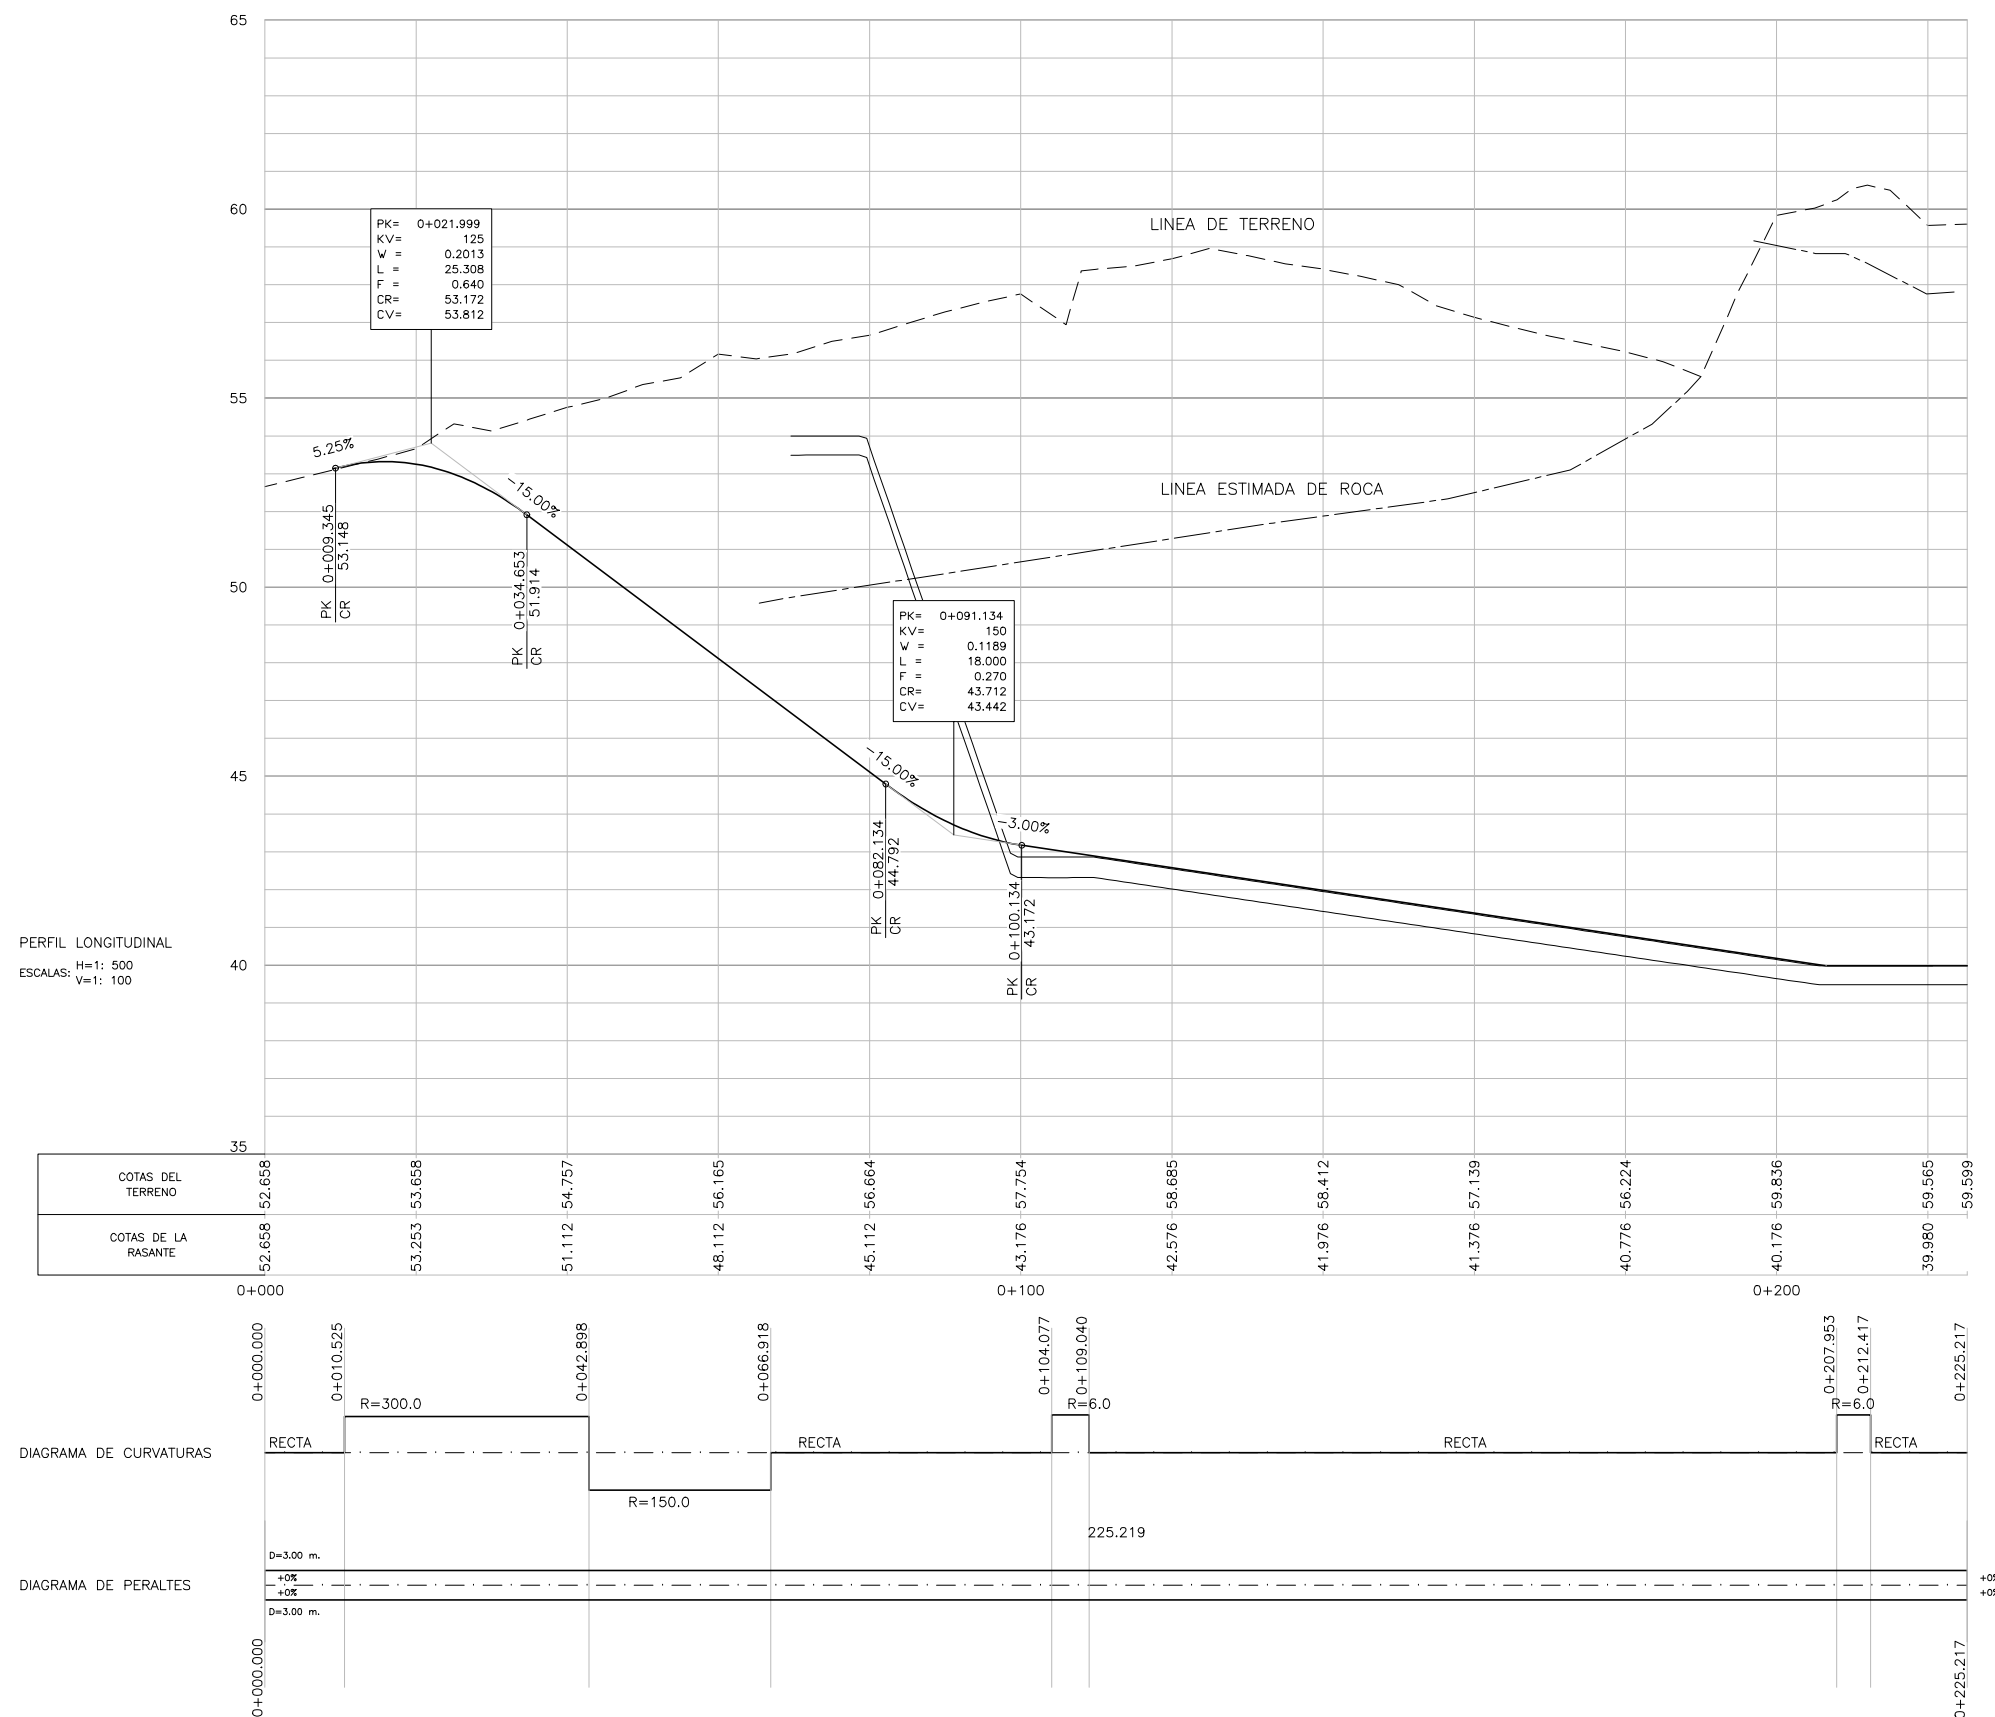 65
60
55
50
45
40
35
PK= 0+021.999
KV= 125
W = 0.2013
L = 25.308
F = 0.640
CR= 53.172
CV= 53.812
LINEA DE TERRENO
5.25%
-15.00%
LINEA ESTIMADA DE ROCA
PK 0+009.345
CR 53.148
PK 0+034.653
CR 51.914
PK= 0+091.134
KV= 150
W = 0.1189
L = 18.000
F = 0.270
CR= 43.712
CV= 43.442
-15.00%
-3.00%
PK 0+082.134
CR 44.792
PK 0+100.134
CR 43.172
PERFIL LONGITUDINAL
ESCALAS: H=1: 500
V=1: 100
COTAS DEL
TERRENO
52.658 53.658 54.757 56.165 56.664 57.754 58.685 58.412 57.139 56.224 59.836 59.565 59.599
COTAS DE LA
RASANTE
52.658 53.253 51.112 48.112 45.112 43.176 42.576 41.976 41.376 40.776 40.176 39.980
0+000 0+100 0+200
0+000.000 0+010.525 0+042.898 0+066.918 0+104.077 0+109.040 0+207.953 0+212.417 0+225.217
R=300.0 R=6.0 R=6.0
DIAGRAMA DE CURVATURAS
RECTA RECTA RECTA RECTA
R=150.0
225.219
D=3.00 m.
DIAGRAMA DE PERALTES
+0%
+0%
D=3.00 m.
+0%
+0%
0+000.000 0+225.217